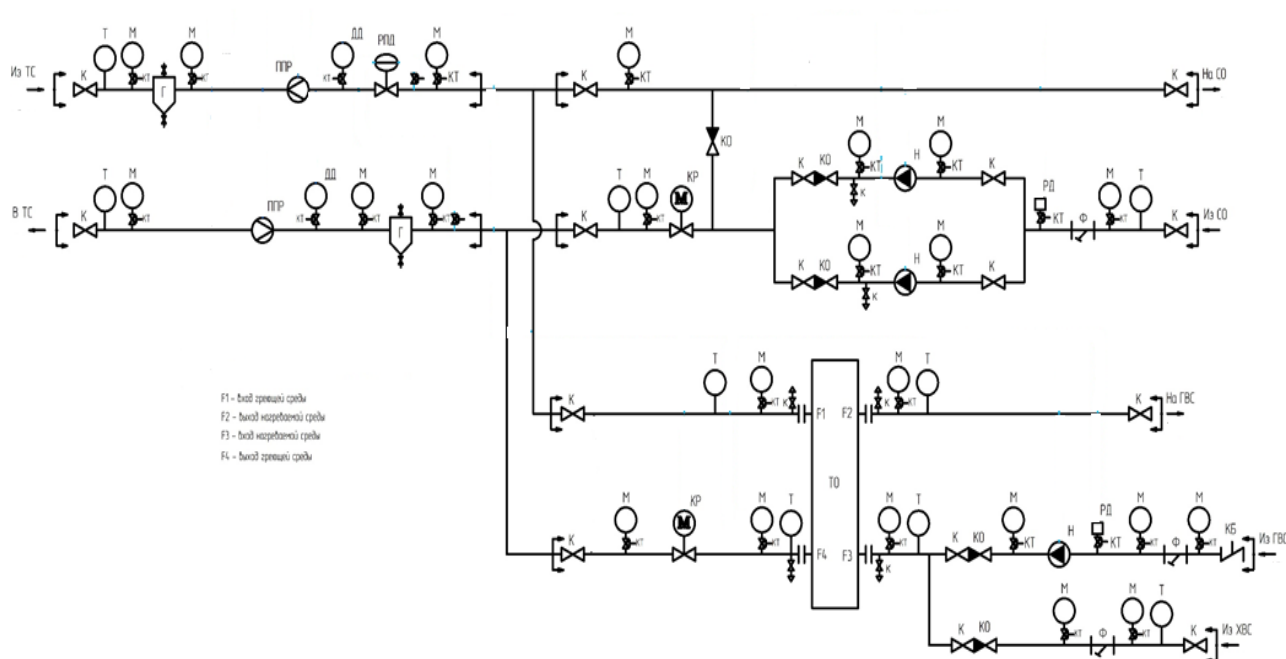 Т М М ДД РПД М М
Из ТС К КТ Г КТ ППР КТ КТ К КТ К На СО
КО
М Н М
К КО КТ КТ К
Т М ДД М М Т М КР РД М Т
В ТС К КТ ППР КТ КТ Г КТ К КТ М КТ Ф КТ К Из СО
М Н М
К КО КТ К КТ К
Т М М Т
К КТ К F1 F2 КТ К На ГВС
F1 - вход греющей среды
F2 - выход нагреваемой среды
F3 - вход нагреваемой среды
F4 - выход греющей среды
ТО
М КР М Т М Т М Н РД М М КБ
К КТ М КТ F4 F3 КТ К К КО КТ КТ КТ Ф КТ Из ГВС
М М Т
К КО КТ Ф КТ К Из ХВС